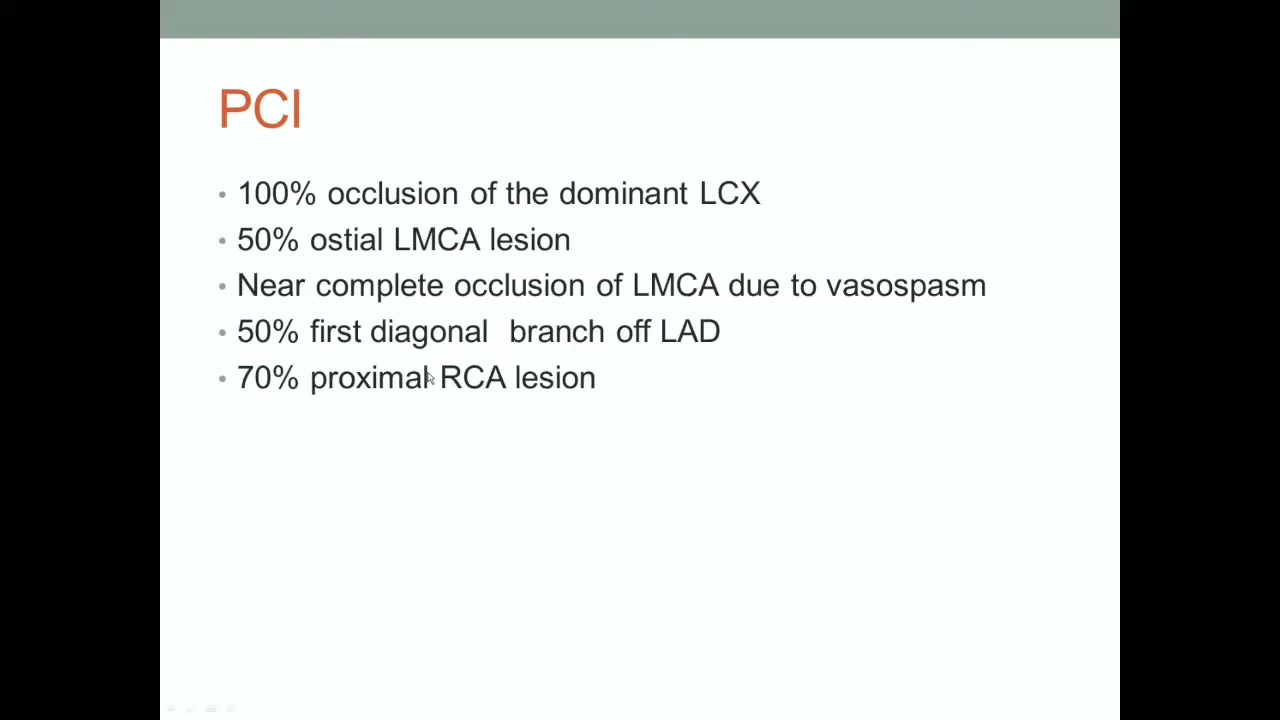 PCI
• 100% occlusion of the dominant LCX
• 50% ostial LMCA lesion
• Near complete occlusion of LMCA due to vasospasm
• 50% first diagonal  branch off LAD
• 70% proximal RCA lesion